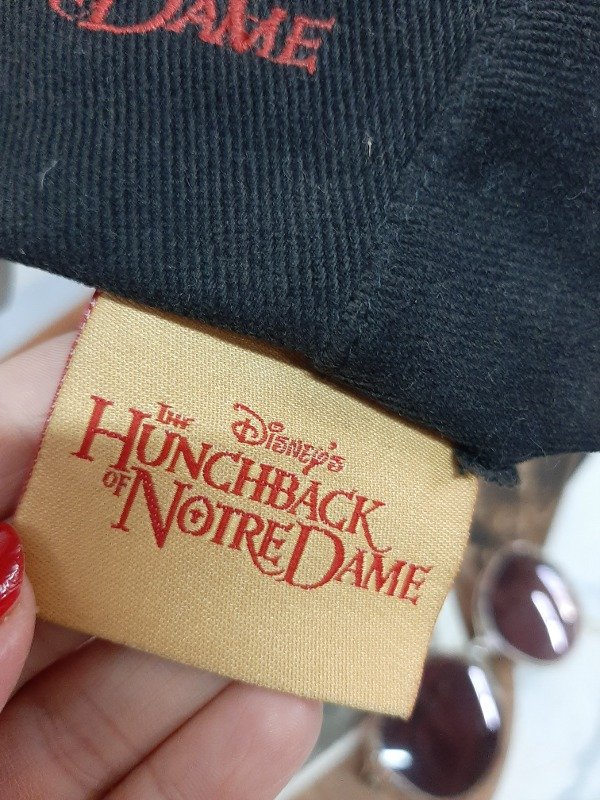 DAME
DISNEY'S
THE
HUNCHBACK
OF
NOTRE DAME